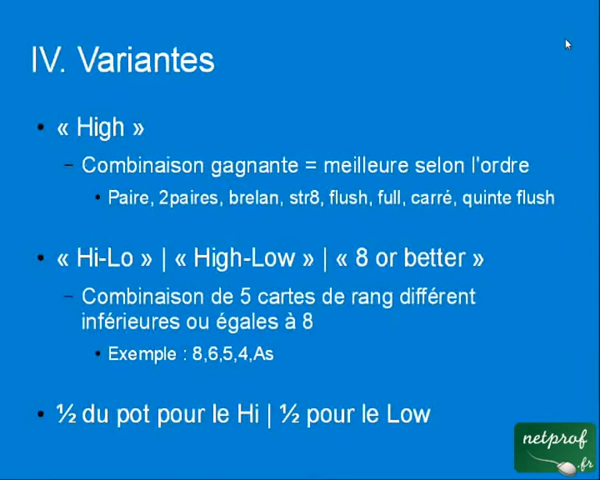 IV. Variantes
• « High »
– Combinaison gagnante = meilleure selon l'ordre
• Paire, 2paires, brelan, str8, flush, full, carré, quinte flush
• « Hi-Lo » | « High-Low » | « 8 or better »
– Combinaison de 5 cartes de rang différent
inférieures ou égales à 8
• Exemple : 8,6,5,4,As
• ½ du pot pour le Hi | ½ pour le Low
netprof
.fr